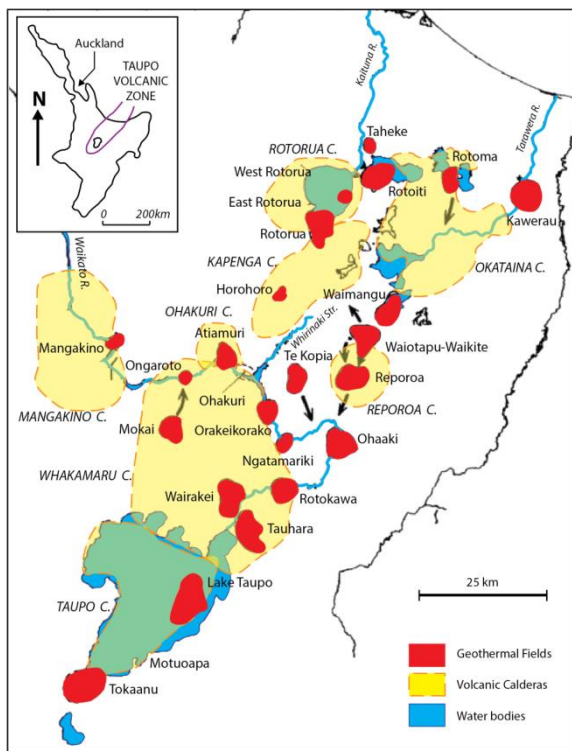 Auckland
TAUPO
VOLCANIC
ZONE
N
0 200km
Kaituna R.
Tarawera R.
Taheke
ROTORUA C.
West Rotorua
Rotoma
East Rotorua
Rotoiti
Rotorua
Kawerau
KAPENGA C.
OKATAINA C.
Waikato R.
Horohoro
Waimangu
OHAKURI C.
Whirinaki Str.
Atiamuri
Mangakino
Waiotapu-Waikite
Te Kopia
Ongaroto
Reporoa
MANGAKINO C.
Ohakuri
REPOROA C.
Mokai
Orakeikorako
Ohaaki
Ngatamariki
WHAKAMARU C.
Wairakei
Rotokawa
Tauhara
Lake Taupo
25 km
TAUPO C.
Motuoapa
Tokaanu
Geothermal Fields
Volcanic Calderas
Water bodies